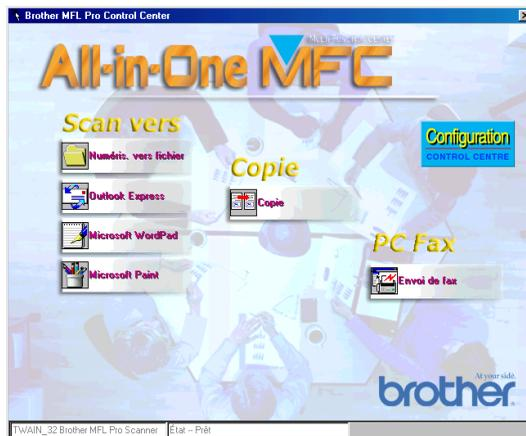 Brother MFL Pro Control Center
MULTI-FUNCTION CENTER
All-in-One MFC
Scan vers
Numéris. vers fichier
Outlook Express
Microsoft WordPad
Microsoft Paint
Copie
Copie
Configuration
CONTROL CENTRE
PC Fax
Envoi de fax
At your side.
brother
TWAIN_32 Brother MFL Pro Scanner
État -- Prêt